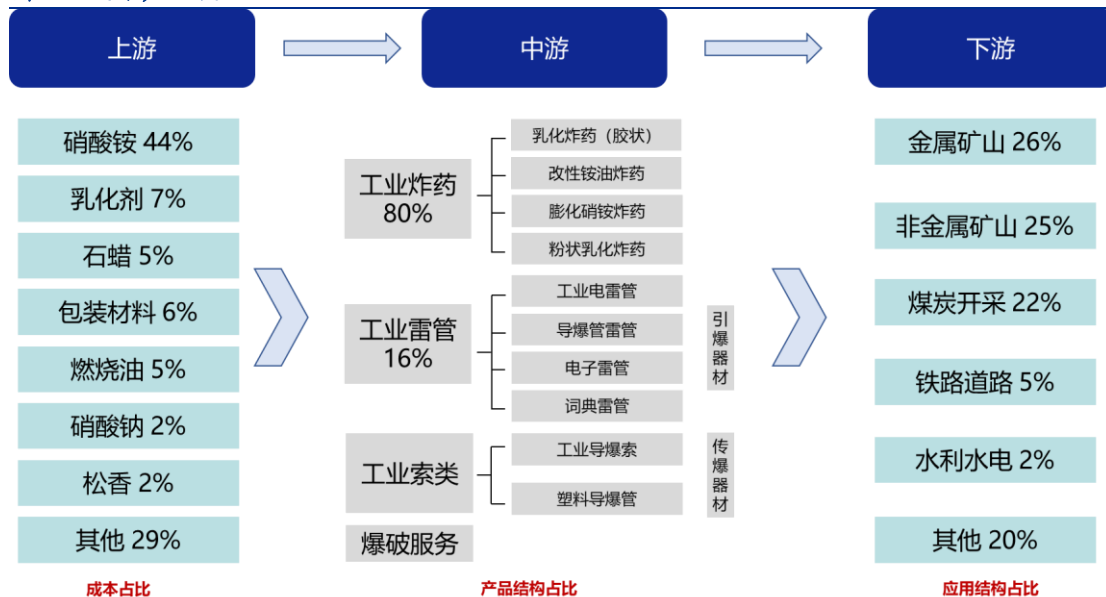 上游
中游
下游
硝酸铵 44%
乳化剂 7%
石蜡 5%
包装材料 6%
燃烧油 5%
硝酸钠 2%
松香 2%
其他 29%
成本占比
工业炸药
80%
乳化炸药（胶状）
改性铵油炸药
膨化硝铵炸药
粉状乳化炸药
工业雷管
16%
工业电雷管
导爆管雷管
电子雷管
词典雷管
引爆器材
工业索类
工业导爆索
塑料导爆管
传爆器材
爆破服务
产品结构占比
金属矿山 26%
非金属矿山 25%
煤炭开采 22%
铁路道路 5%
水利水电 2%
其他 20%
应用结构占比